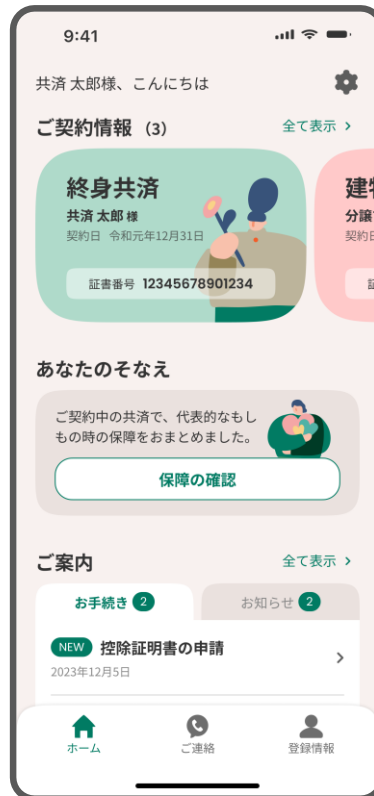 9:41
共済 太郎様、こんにちは
ご契約情報 （3）
全て表示
終身共済
共済 太郎 様
契約日 令和元年12月31日
証書番号 12345678901234
建
分譲
契約
あなたのそなえ
ご契約中の共済で、代表的なもし
もの時の保障をおまとめました。
保障の確認
ご案内
全て表示
お手続き 2
お知らせ 2
NEW 控除証明書の申請
2023年12月5日
ホーム
ご連絡
登録情報